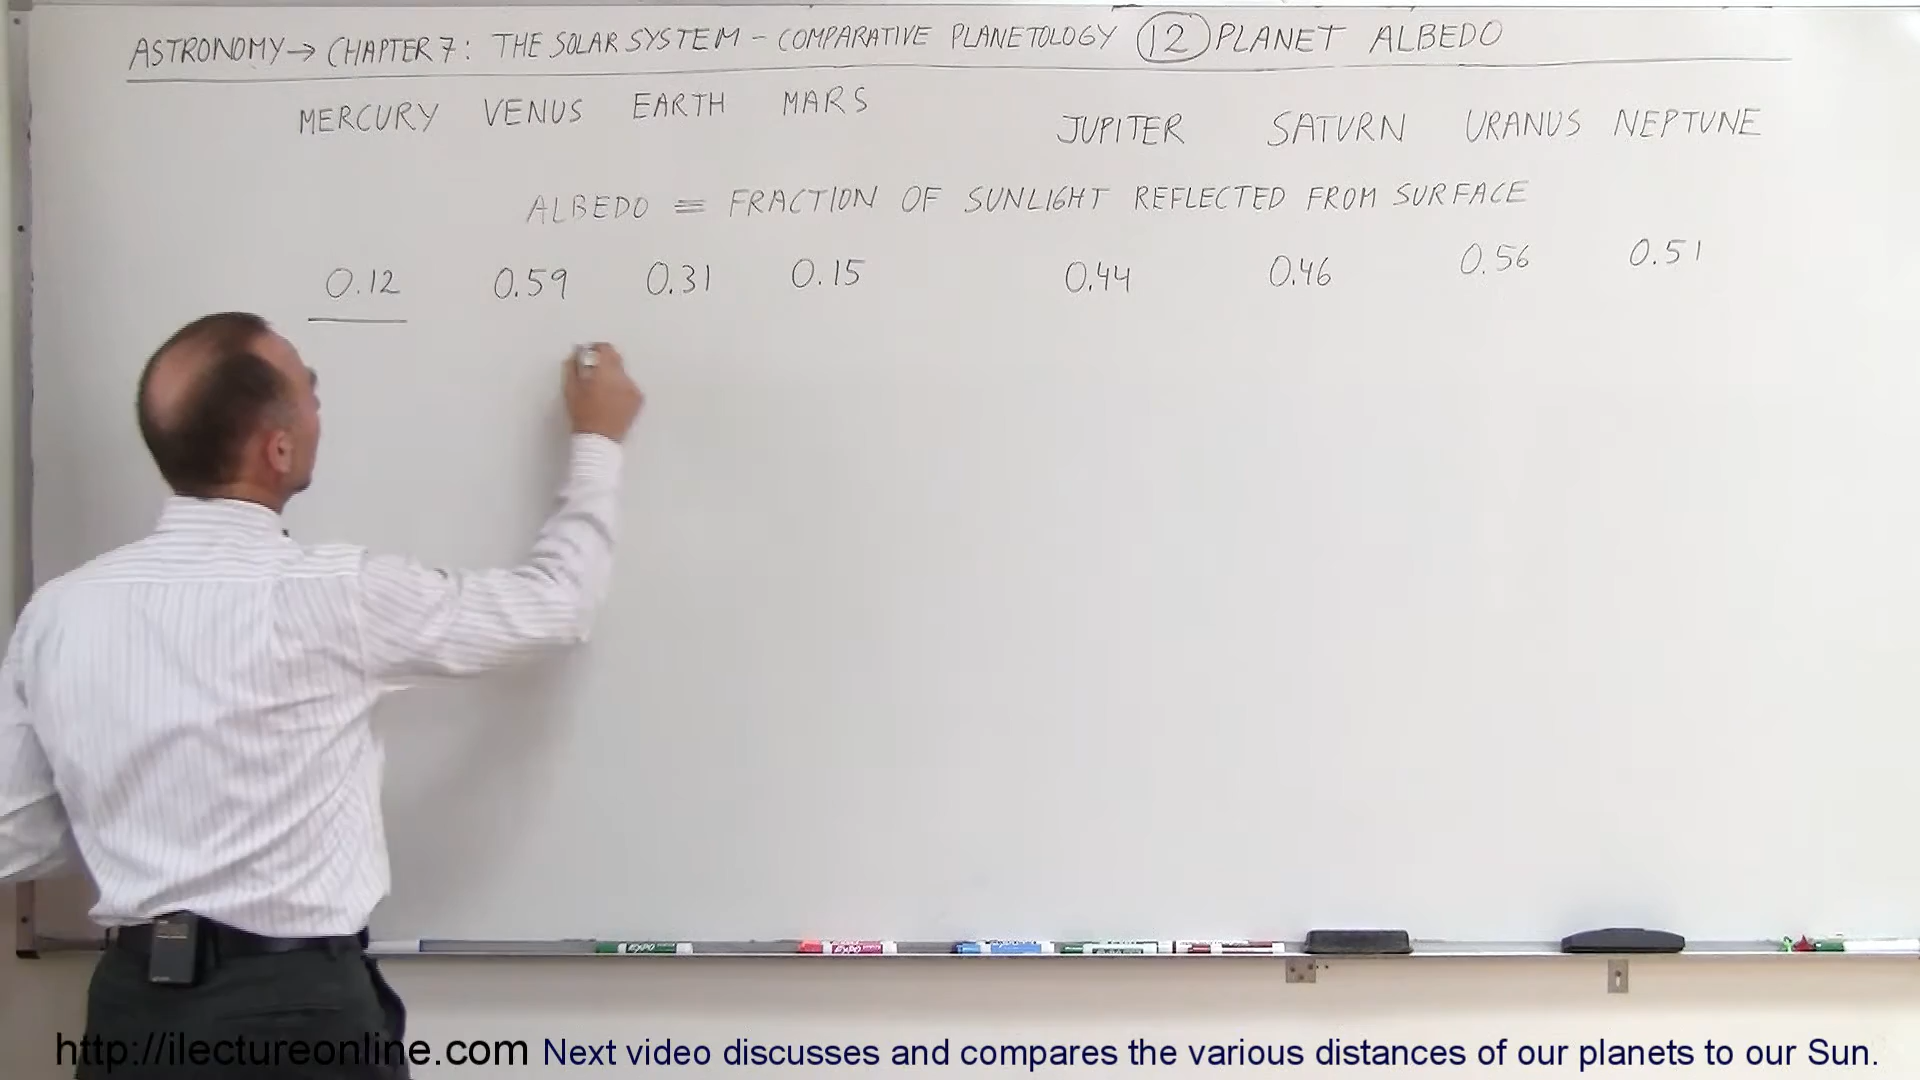 ASTRONOMY → CHAPTER 7: THE SOLAR SYSTEM - COMPARATIVE PLANETOLOGY 12 PLANET ALBEDO
MERCURY VENUS EARTH MARS JUPITER SATURN URANUS NEPTUNE
ALBEDO ≡ FRACTION OF SUNLIGHT REFLECTED FROM SURFACE
0.12 0.59 0.31 0.15 0.44 0.46 0.56 0.51
http://ilectureonline.com Next video discusses and compares the various distances of our planets to our Sun.